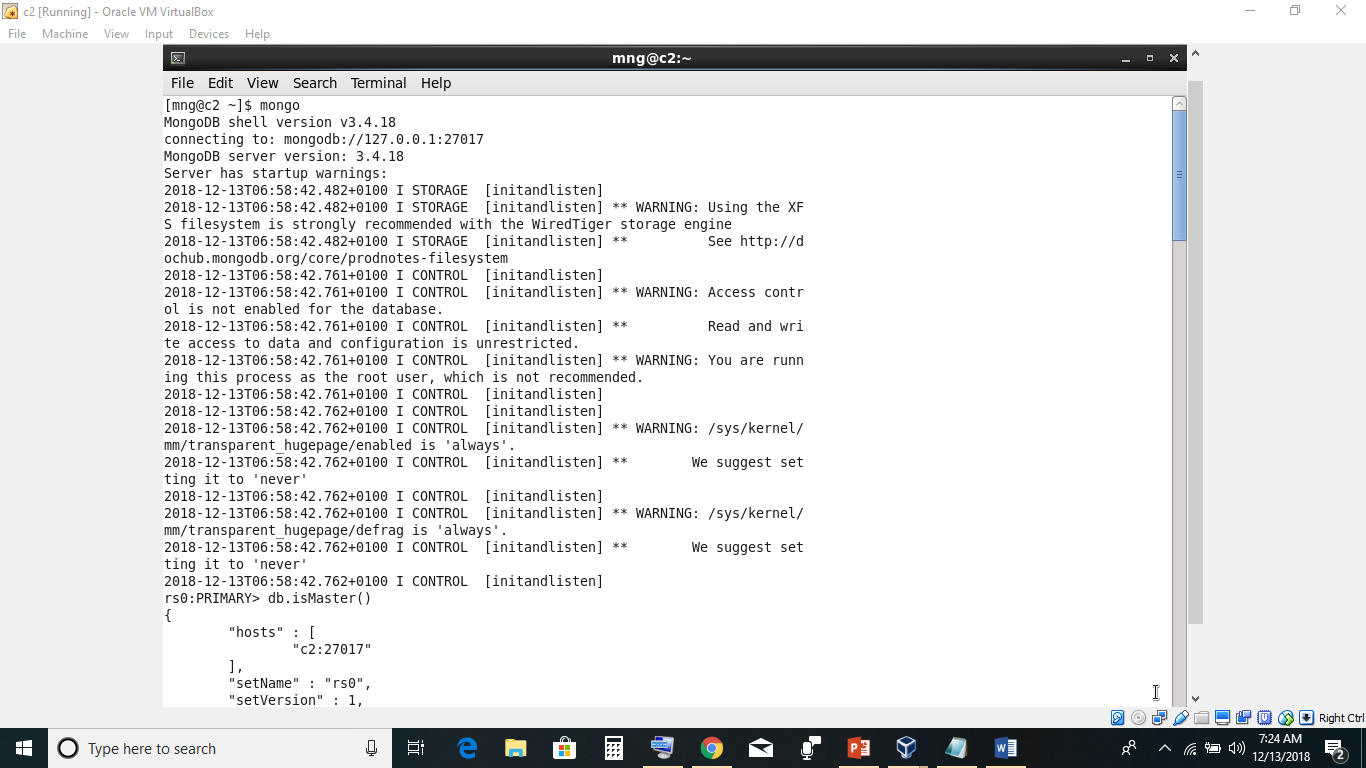 c2 [Running] - Oracle VM VirtualBox
File Machine View Input Devices Help
mng@c2:~
File Edit View Search Terminal Help
[mng@c2 ~]$ mongo
MongoDB shell version v3.4.18
connecting to: mongodb://127.0.0.1:27017
MongoDB server version: 3.4.18
Server has startup warnings:
2018-12-13T06:58:42.482+0100 I STORAGE  [initandlisten]
2018-12-13T06:58:42.482+0100 I STORAGE  [initandlisten] ** WARNING: Using the XF
S filesystem is strongly recommended with the WiredTiger storage engine
2018-12-13T06:58:42.482+0100 I STORAGE  [initandlisten] **          See http://d
ochub.mongodb.org/core/prodnotes-filesystem
2018-12-13T06:58:42.761+0100 I CONTROL  [initandlisten]
2018-12-13T06:58:42.761+0100 I CONTROL  [initandlisten] ** WARNING: Access contr
ol is not enabled for the database.
2018-12-13T06:58:42.761+0100 I CONTROL  [initandlisten] **          Read and wri
te access to data and configuration is unrestricted.
2018-12-13T06:58:42.761+0100 I CONTROL  [initandlisten] ** WARNING: You are runn
ing this process as the root user, which is not recommended.
2018-12-13T06:58:42.761+0100 I CONTROL  [initandlisten]
2018-12-13T06:58:42.762+0100 I CONTROL  [initandlisten]
2018-12-13T06:58:42.762+0100 I CONTROL  [initandlisten] ** WARNING: /sys/kernel/
mm/transparent_hugepage/enabled is 'always'.
2018-12-13T06:58:42.762+0100 I CONTROL  [initandlisten] **        We suggest set
ting it to 'never'
2018-12-13T06:58:42.762+0100 I CONTROL  [initandlisten]
2018-12-13T06:58:42.762+0100 I CONTROL  [initandlisten] ** WARNING: /sys/kernel/
mm/transparent_hugepage/defrag is 'always'.
2018-12-13T06:58:42.762+0100 I CONTROL  [initandlisten] **        We suggest set
ting it to 'never'
2018-12-13T06:58:42.762+0100 I CONTROL  [initandlisten]
rs0:PRIMARY> db.isMaster()
{
        "hosts" : [
                "c2:27017"
        ],
        "setName" : "rs0",
        "setVersion" : 1,
Right Ctrl
Type here to search
7:24 AM
12/13/2018
2